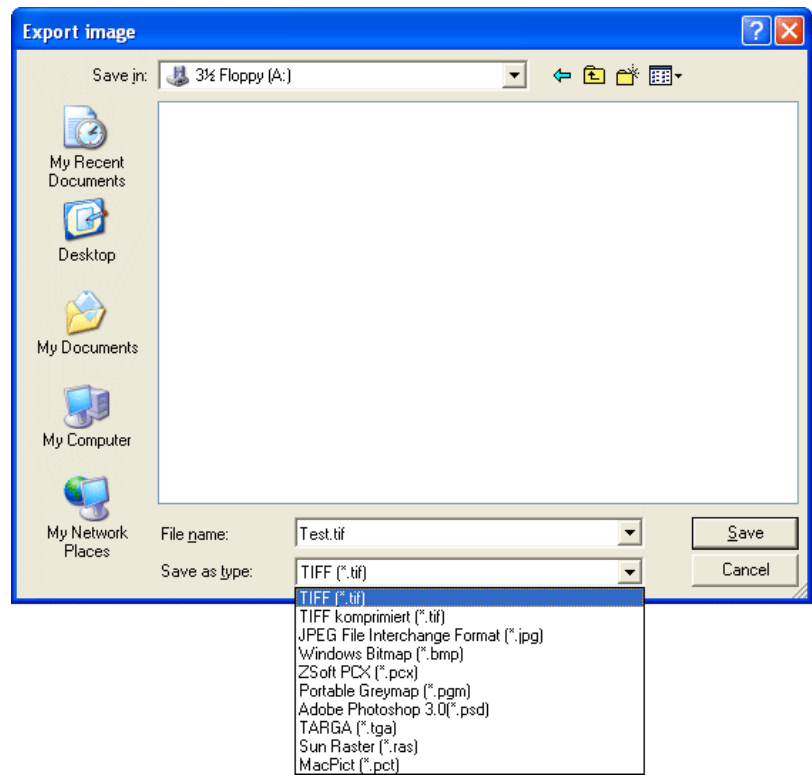 Export image
Save in:
3½ Floppy (A:)
My Recent
Documents
Desktop
My Documents
My Computer
My Network
Places
File name:
Test.tif
Save
Save as type:
TIFF (*.tif)
Cancel
TIFF (*.tif)
TIFF komprimiert (*.tif)
JPEG File Interchange Format (*.jpg)
Windows Bitmap (*.bmp)
ZSoft PCX (*.pcx)
Portable Greymap (*.pgm)
Adobe Photoshop 3.0(*.psd)
TARGA (*.tga)
Sun Raster (*.ras)
MacPict (*.pct)